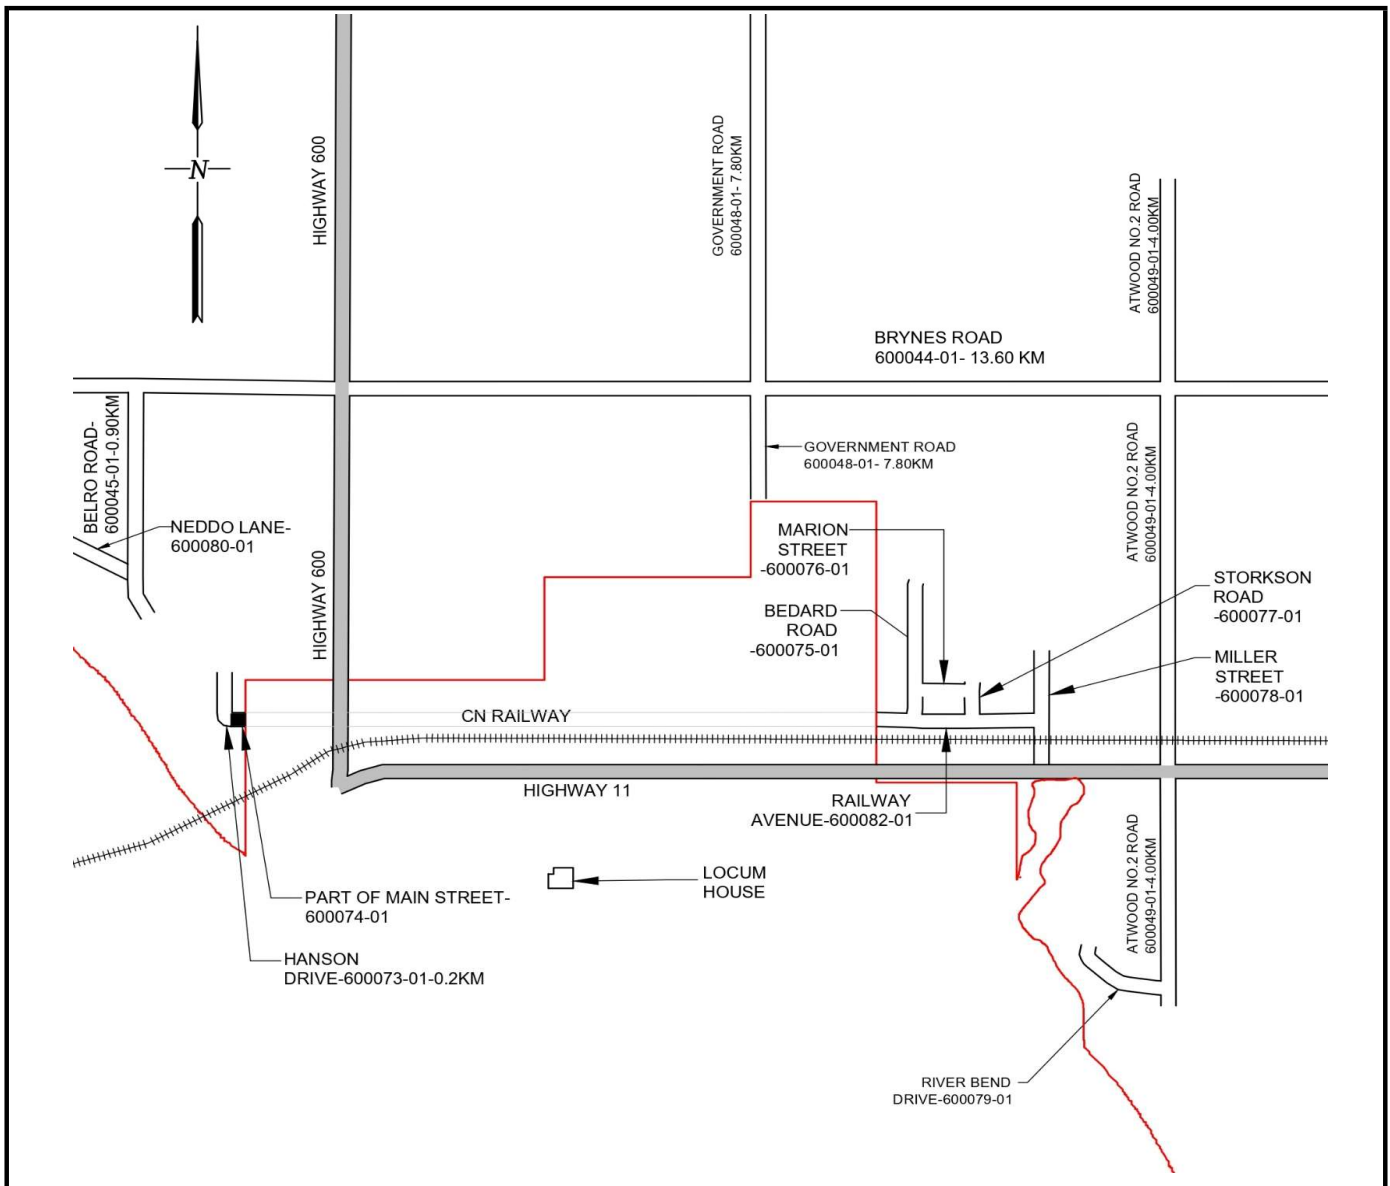 N
HIGHWAY 600
GOVERNMENT ROAD
600048-01- 7.80KM
ATWOOD NO.2 ROAD
600049-01-4.00KM
BRYNES ROAD
600044-01- 13.60 KM
BELRO ROAD-
600045-01-0.90KM
GOVERNMENT ROAD
600048-01- 7.80KM
ATWOOD NO.2 ROAD
600049-01-4.00KM
NEDDO LANE-
600080-01
HIGHWAY 600
MARION
STREET
-600076-01
STORKSON
ROAD
-600077-01
BEDARD
ROAD
-600075-01
MILLER
STREET
-600078-01
CN RAILWAY
HIGHWAY 11
RAILWAY
AVENUE-600082-01
LOCUM
HOUSE
PART OF MAIN STREET-
600074-01
ATWOOD NO.2 ROAD
600049-01-4.00KM
HANSON
DRIVE-600073-01-0.2KM
RIVER BEND
DRIVE-600079-01